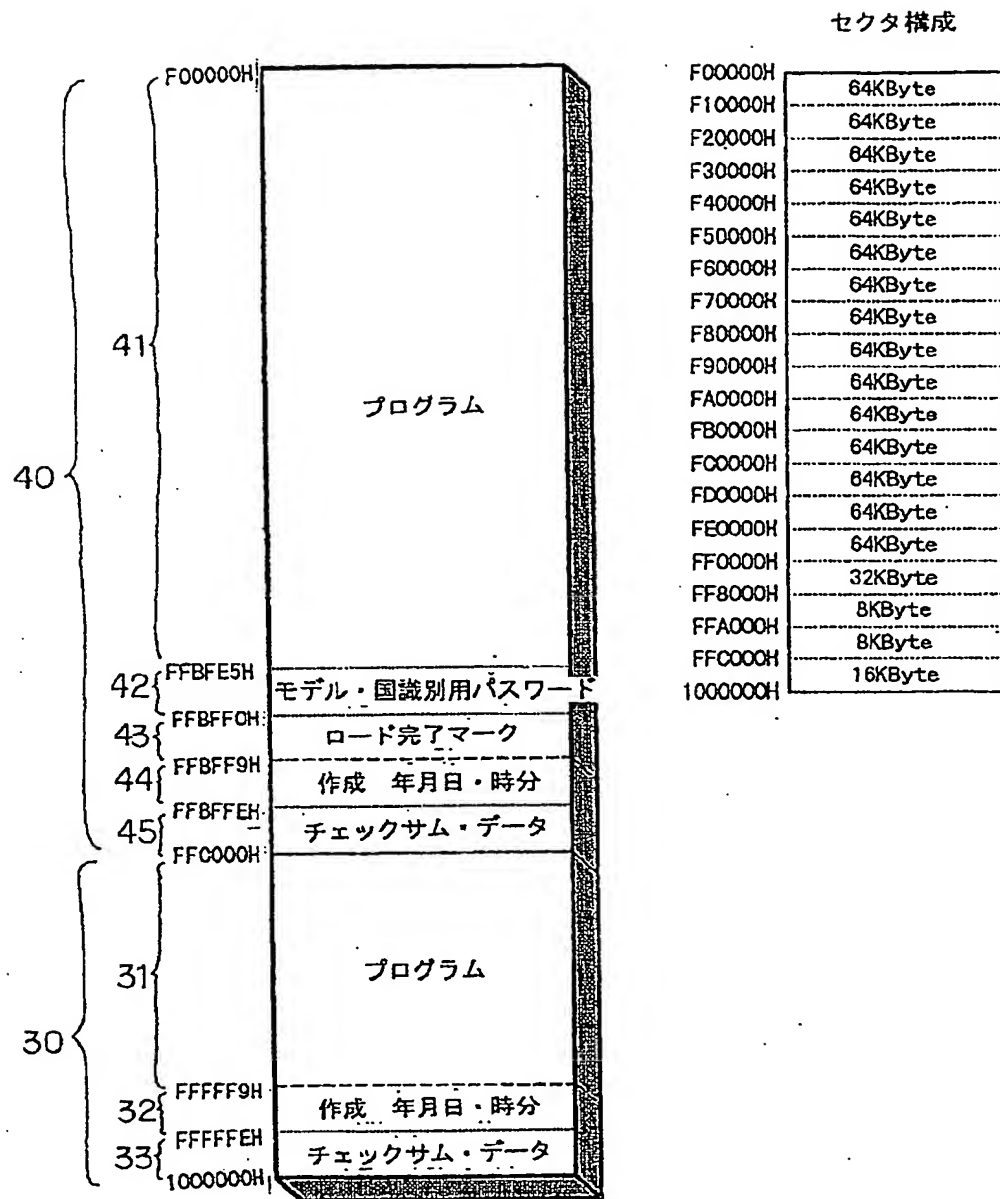 セクタ構成
F00000H
41
40
プログラム
FFBFE5H
42
モデル・国識別用パスワード
FFBFF0H
43
ロード完了マーク
FFBFF9H
44
作成 年月日・時分
FFBFFEH
45
チェックサム・データ
FFC000H
31
30
プログラム
FFFFF9H
32
作成 年月日・時分
FFFFFEH
33
チェックサム・データ
1000000H
F00000H
64KByte
F10000H
64KByte
F20000H
64KByte
F30000H
64KByte
F40000H
64KByte
F50000H
64KByte
F60000H
64KByte
F70000H
64KByte
F80000H
64KByte
F90000H
64KByte
FA0000H
64KByte
FB0000H
64KByte
FC0000H
64KByte
FD0000H
64KByte
FE0000H
64KByte
FF0000H
32KByte
FF8000H
8KByte
FFA000H
8KByte
FFC000H
16KByte
1000000H